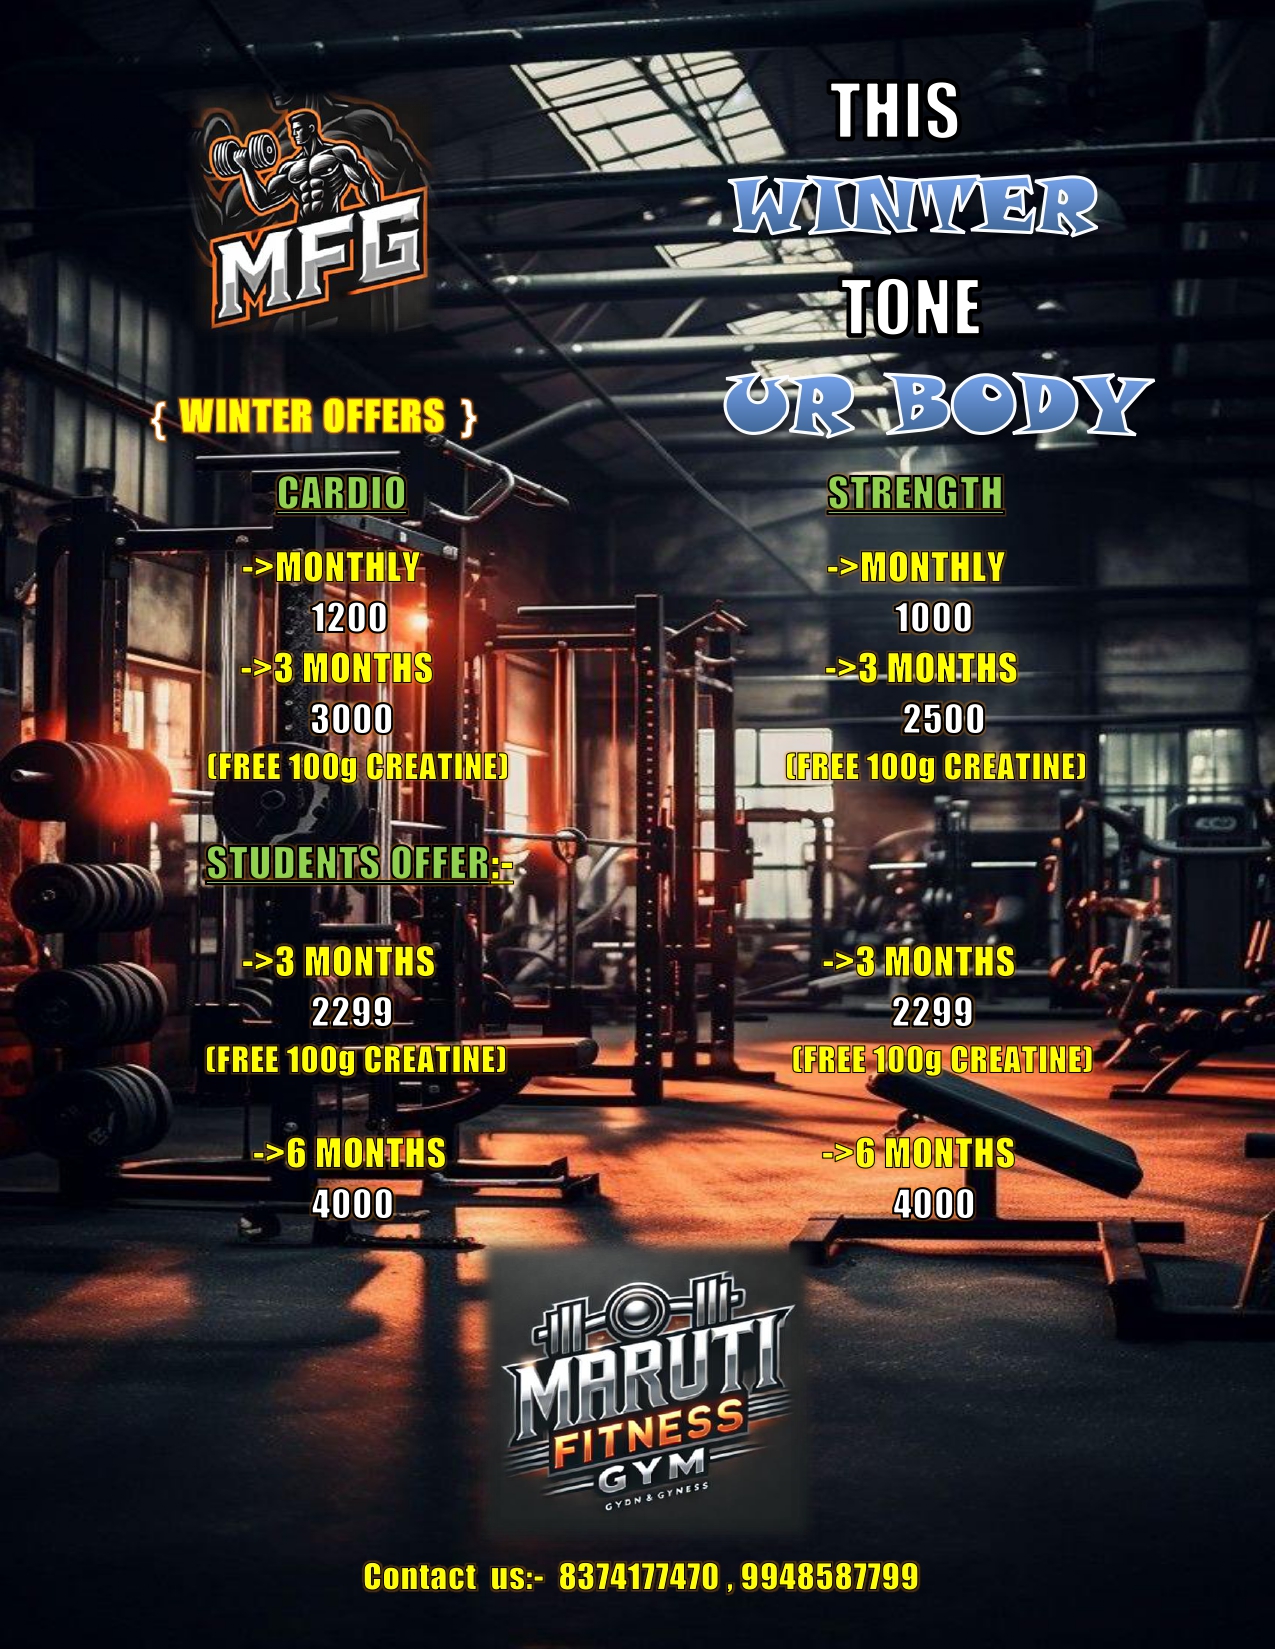 MFG
THIS
WINTER
TONE
UR BODY
{ WINTER OFFERS }
CARDIO
->MONTHLY
1200
->3 MONTHS
3000
(FREE 100g CREATINE)
STRENGTH
->MONTHLY
1000
->3 MONTHS
2500
(FREE 100g CREATINE)
STUDENTS OFFER:-
->3 MONTHS
2299
(FREE 100g CREATINE)
->6 MONTHS
4000
->3 MONTHS
2299
(FREE 100g CREATINE)
->6 MONTHS
4000
MARUTI
FITNESS
GYM
GYDN & GYNESS
Contact us:- 8374177470 , 9948587799